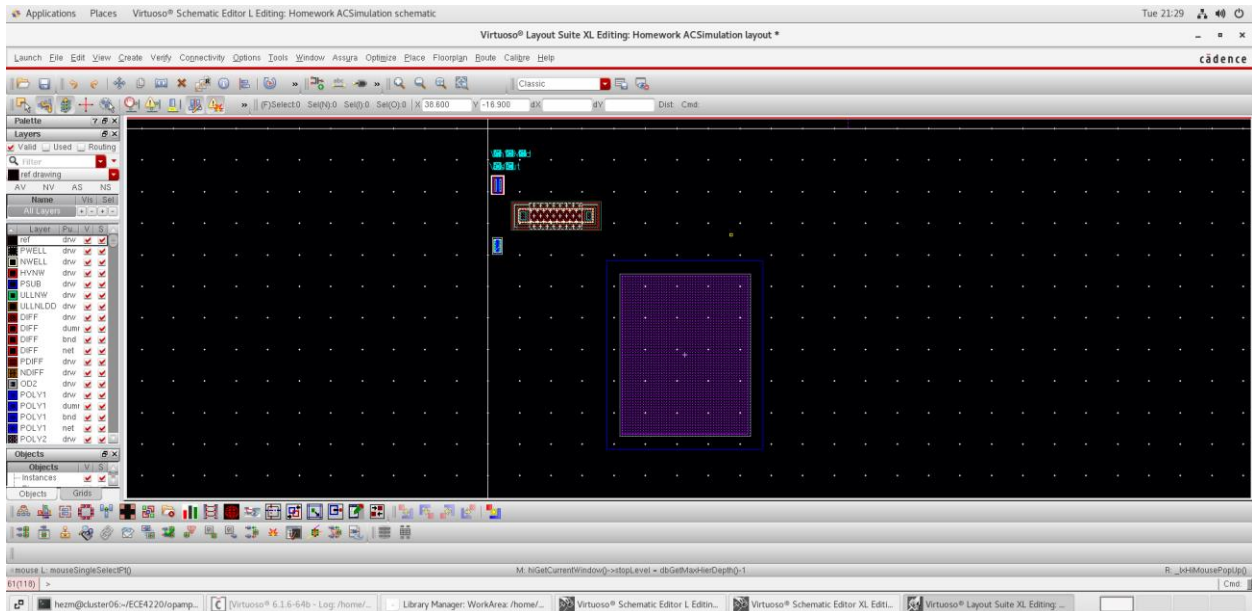 Applications Places Virtuoso® Schematic Editor L Editing: Homework ACSimulation schematic Tue 21:29
Virtuoso® Layout Suite XL Editing: Homework ACSimulation layout *
Launch File Edit View Create Verify Connectivity Options Tools Window Assura Optimize Place Floorplan Route Calibre Help cādence
» » Classic
» (F)Select:0 Sel(N):0 Sel(I):0 Sel(O):0 X 38.600 Y -16.900 dX dY Dist: Cmd:
Palette
Layers
Valid Used Routing
Filter
ref drawing
AV NV AS NS
Name Vis Sel
All Layers
Layer Pu... V S
ref drw
PWELL drw
NWELL drw
HVNW drw
PSUB drw
ULLNW drw
ULLNLDD drw
DIFF drw
DIFF dumr
DIFF bnd
DIFF net
PDIFF drw
NDIFF drw
OD2 drw
POLY1 drw
POLY1 dumr
POLY1 bnd
POLY1 net
POLY2 drw
Objects
Objects V S
Instances
Objects Grids
mouse L: mouseSingleSelectPt() M: hiGetCurrentWindow()->stopLevel = dbGetMaxHierDepth()-1 R: _lxHiMousePopUp()
61(118) > Cmd:
hezm@cluster06:~/ECE4220/opamp... [Virtuoso® 6.1.6-64b - Log: /home/... Library Manager: WorkArea: /home/... Virtuoso® Schematic Editor L Editin... Virtuoso® Schematic Editor XL Editi... Virtuoso® Layout Suite XL Editing: ...